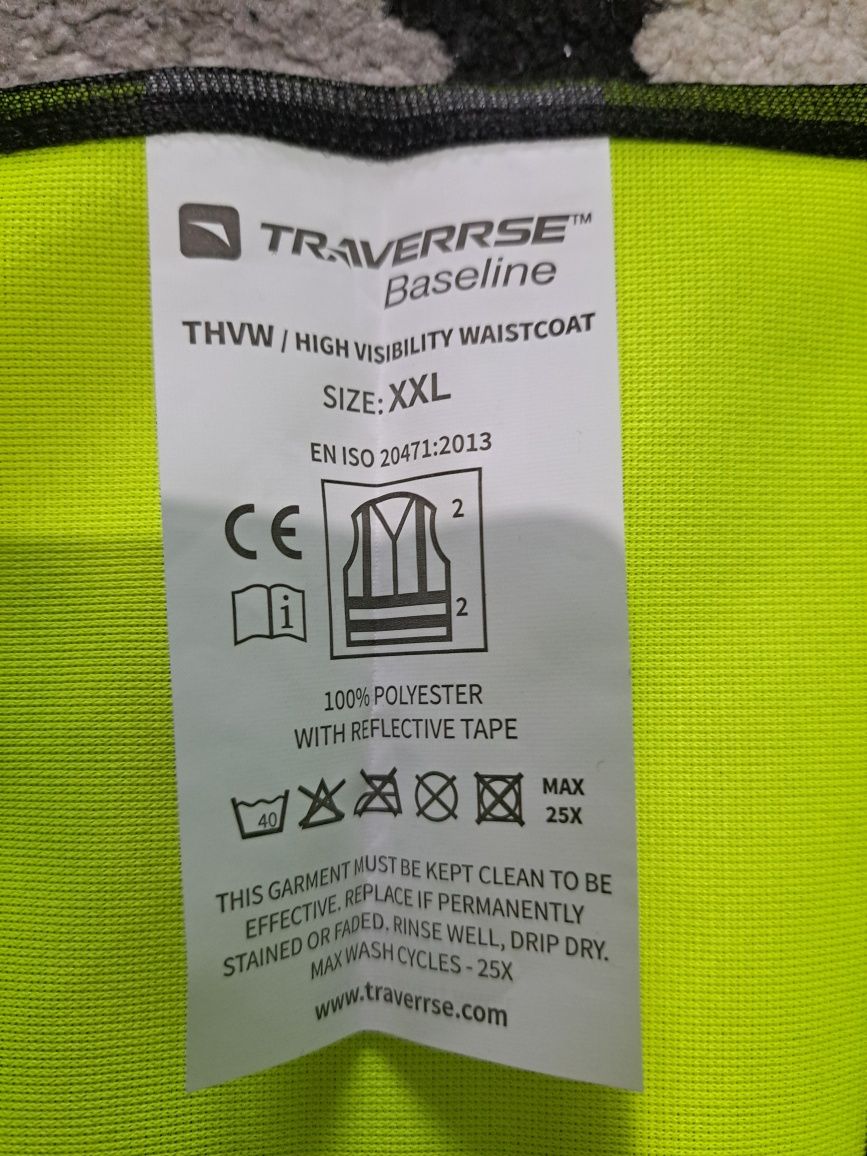 TRAVERRSE™
Baseline
THVW / HIGH VISIBILITY WAISTCOAT
SIZE: XXL
EN ISO 20471:2013
CE
2
i
2
100% POLYESTER
WITH REFLECTIVE TAPE
40
MAX
25X
THIS GARMENT MUST BE KEPT CLEAN TO BE
EFFECTIVE. REPLACE IF PERMANENTLY
STAINED OR FADED. RINSE WELL, DRIP DRY.
MAX WASH CYCLES - 25X
www.traverrse.com